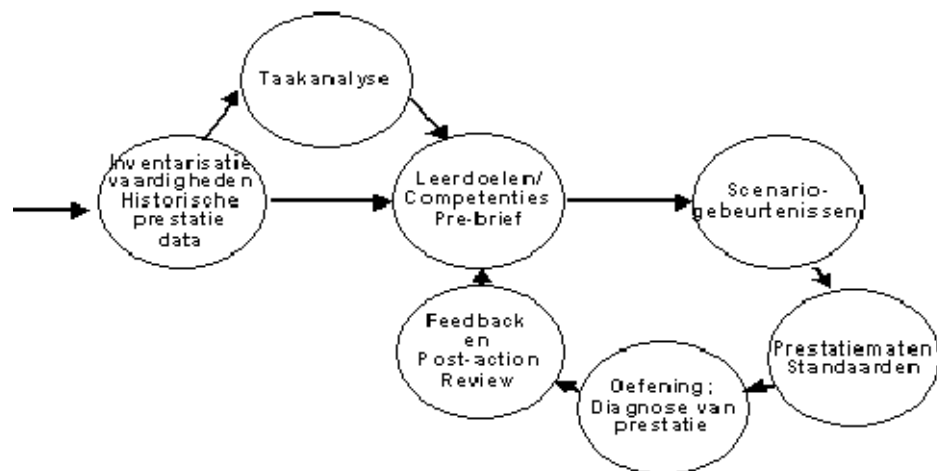 Taakanalyse
Inventarisatie
vaardigheden
Historische
prestatie
data
Leerdoelen/
Competenties
Pre-brief
Scenario-
gebeurtenissen
Prestatiematen
Standaarden
Oefening;
Diagnose van
prestatie
Feedback
en
Post-action
Review